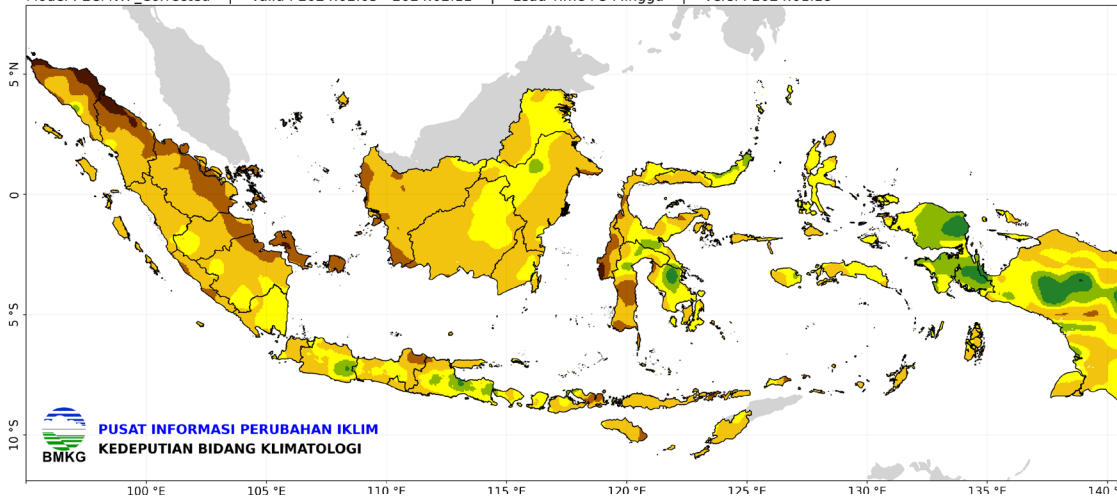 5 °N
0
5 °S
10 °S
PUSAT INFORMASI PERUBAHAN IKLIM
KEDEPUTIAN BIDANG KLIMATOLOGI
BMKG
100 °E
105 °E
110 °E
115 °E
120 °E
125 °E
130 °E
135 °E